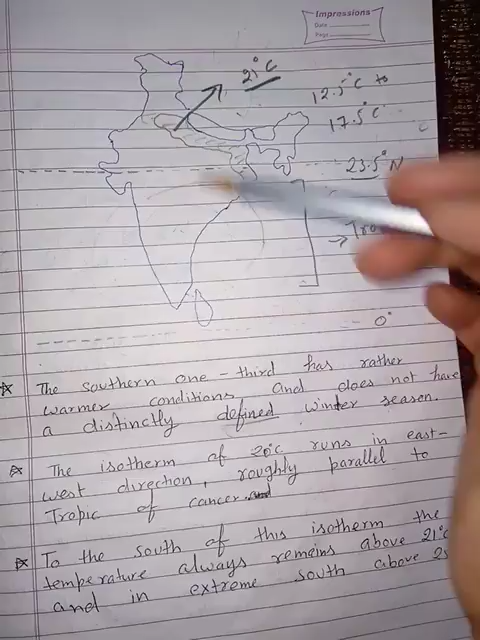 Impressions
Date
Page
21°C
12.5°C to
17.5°C
23.5°N
0°
The southern one-third has rather
warmer conditions and does not have
a distinctly defined winter season.
The isotherm of 20°C runs in east-
west direction, roughly parallel to
Tropic of cancer.
To the south of this isotherm the
temperature always remains above 21°C
and in extreme south above